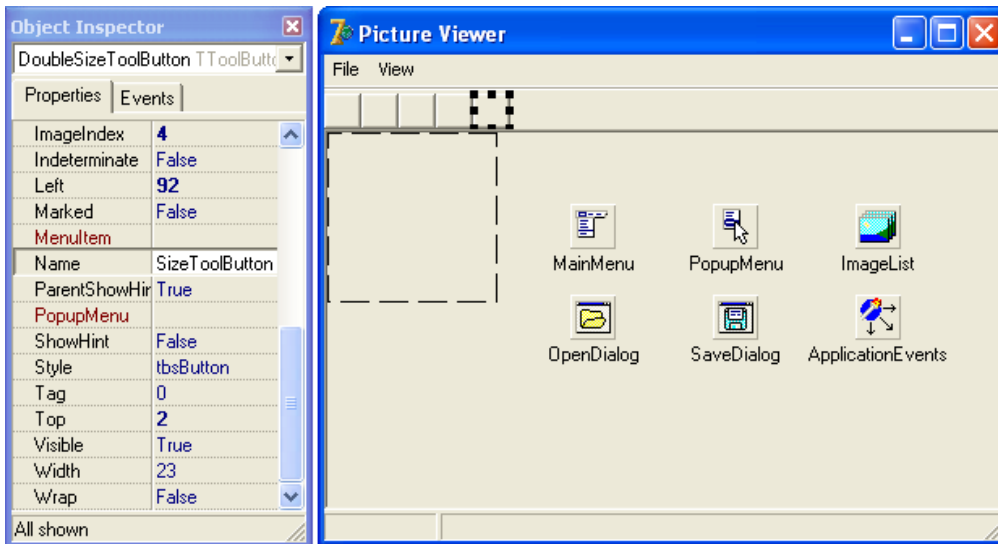 Object Inspector
DoubleSizeToolButton TToolButt
Properties Events
ImageIndex 4
Indeterminate False
Left 92
Marked False
MenuItem
Name SizeToolButton
ParentShowHir True
PopupMenu
ShowHint False
Style tbsButton
Tag 0
Top 2
Visible True
Width 23
Wrap False
All shown
Picture Viewer
File View
MainMenu PopupMenu ImageList
OpenDialog SaveDialog ApplicationEvents